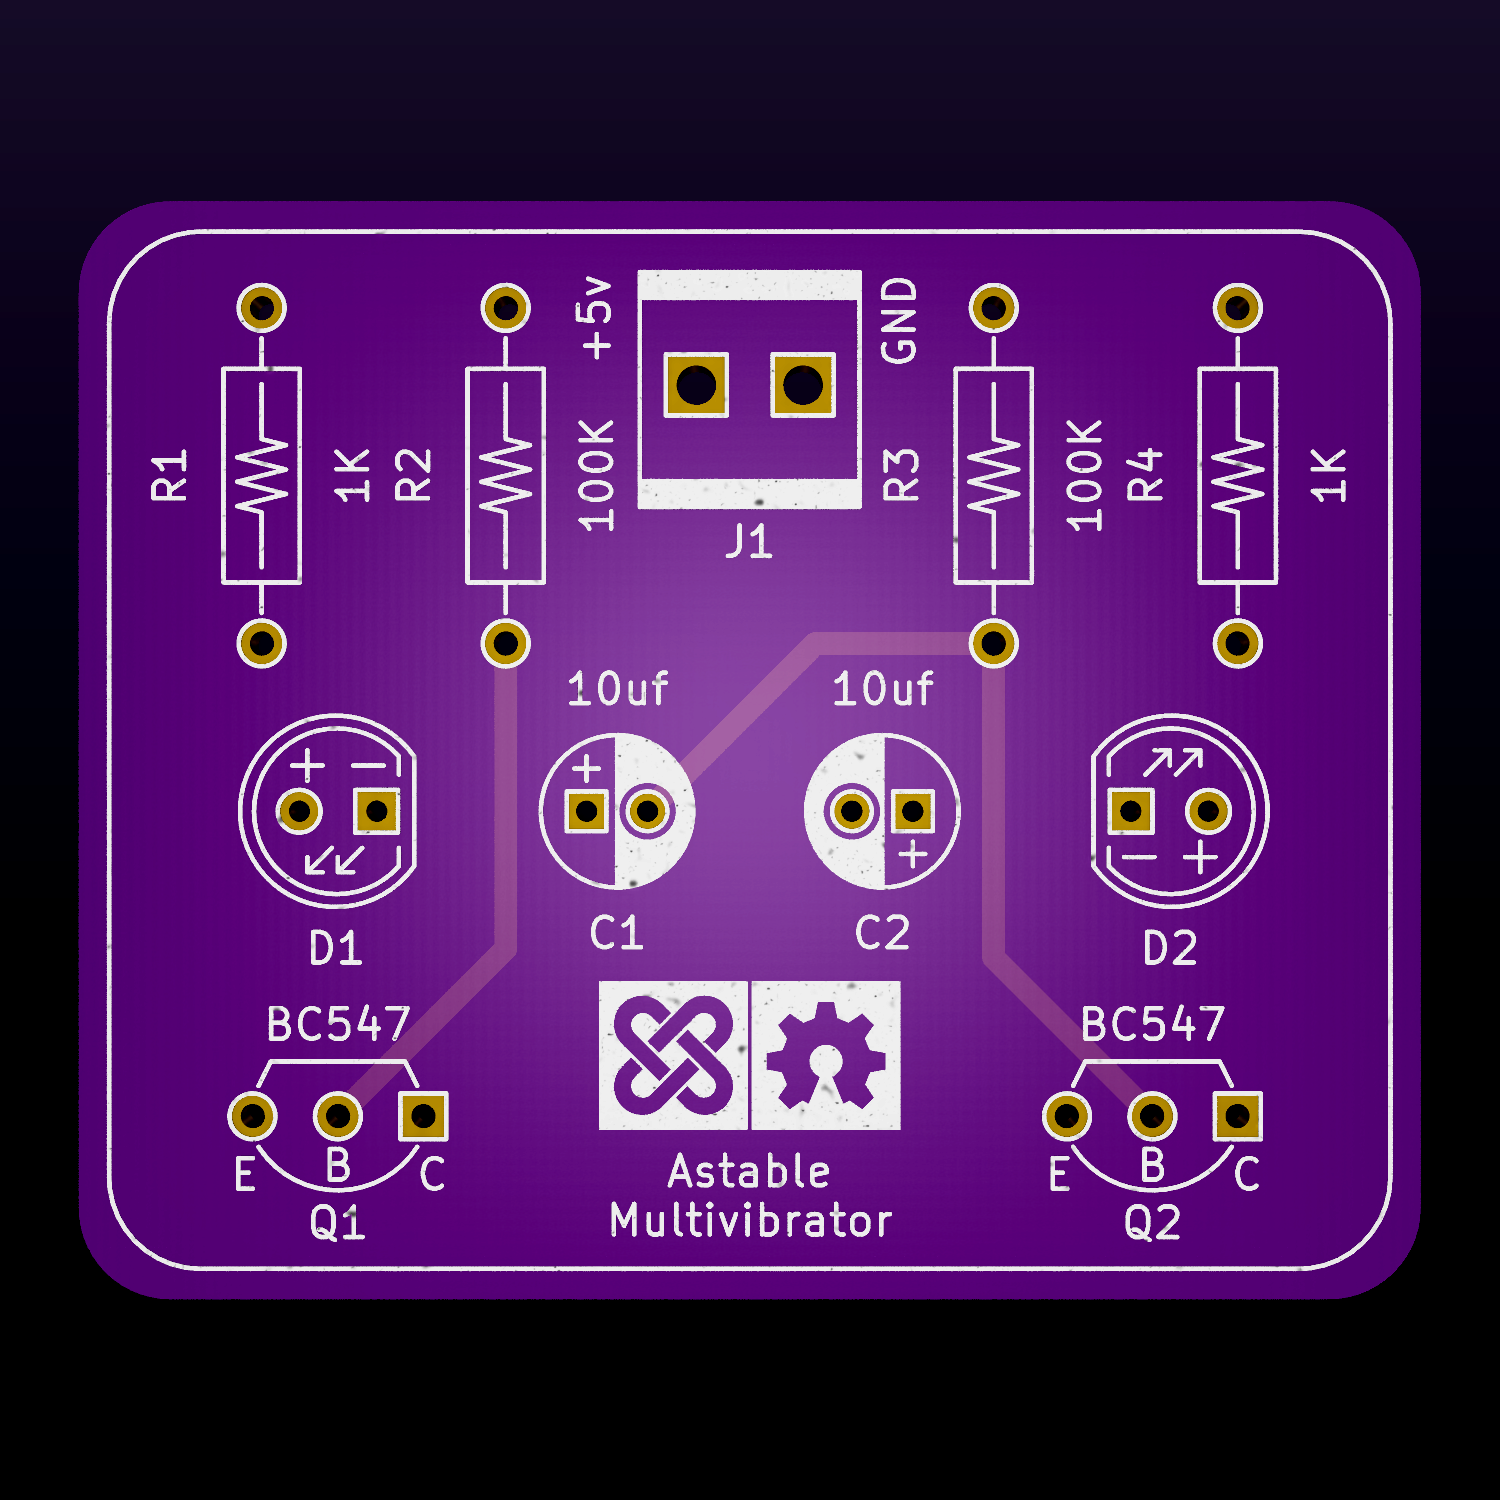 +5v
GND
R1
1K
R2
100K
R3
100K
R4
1K
J1
10uf
10uf
+
−
+
+
−
+
C1
C2
D1
D2
BC547
BC547
E
B
C
E
B
C
Q1
Q2
Astable
Multivibrator